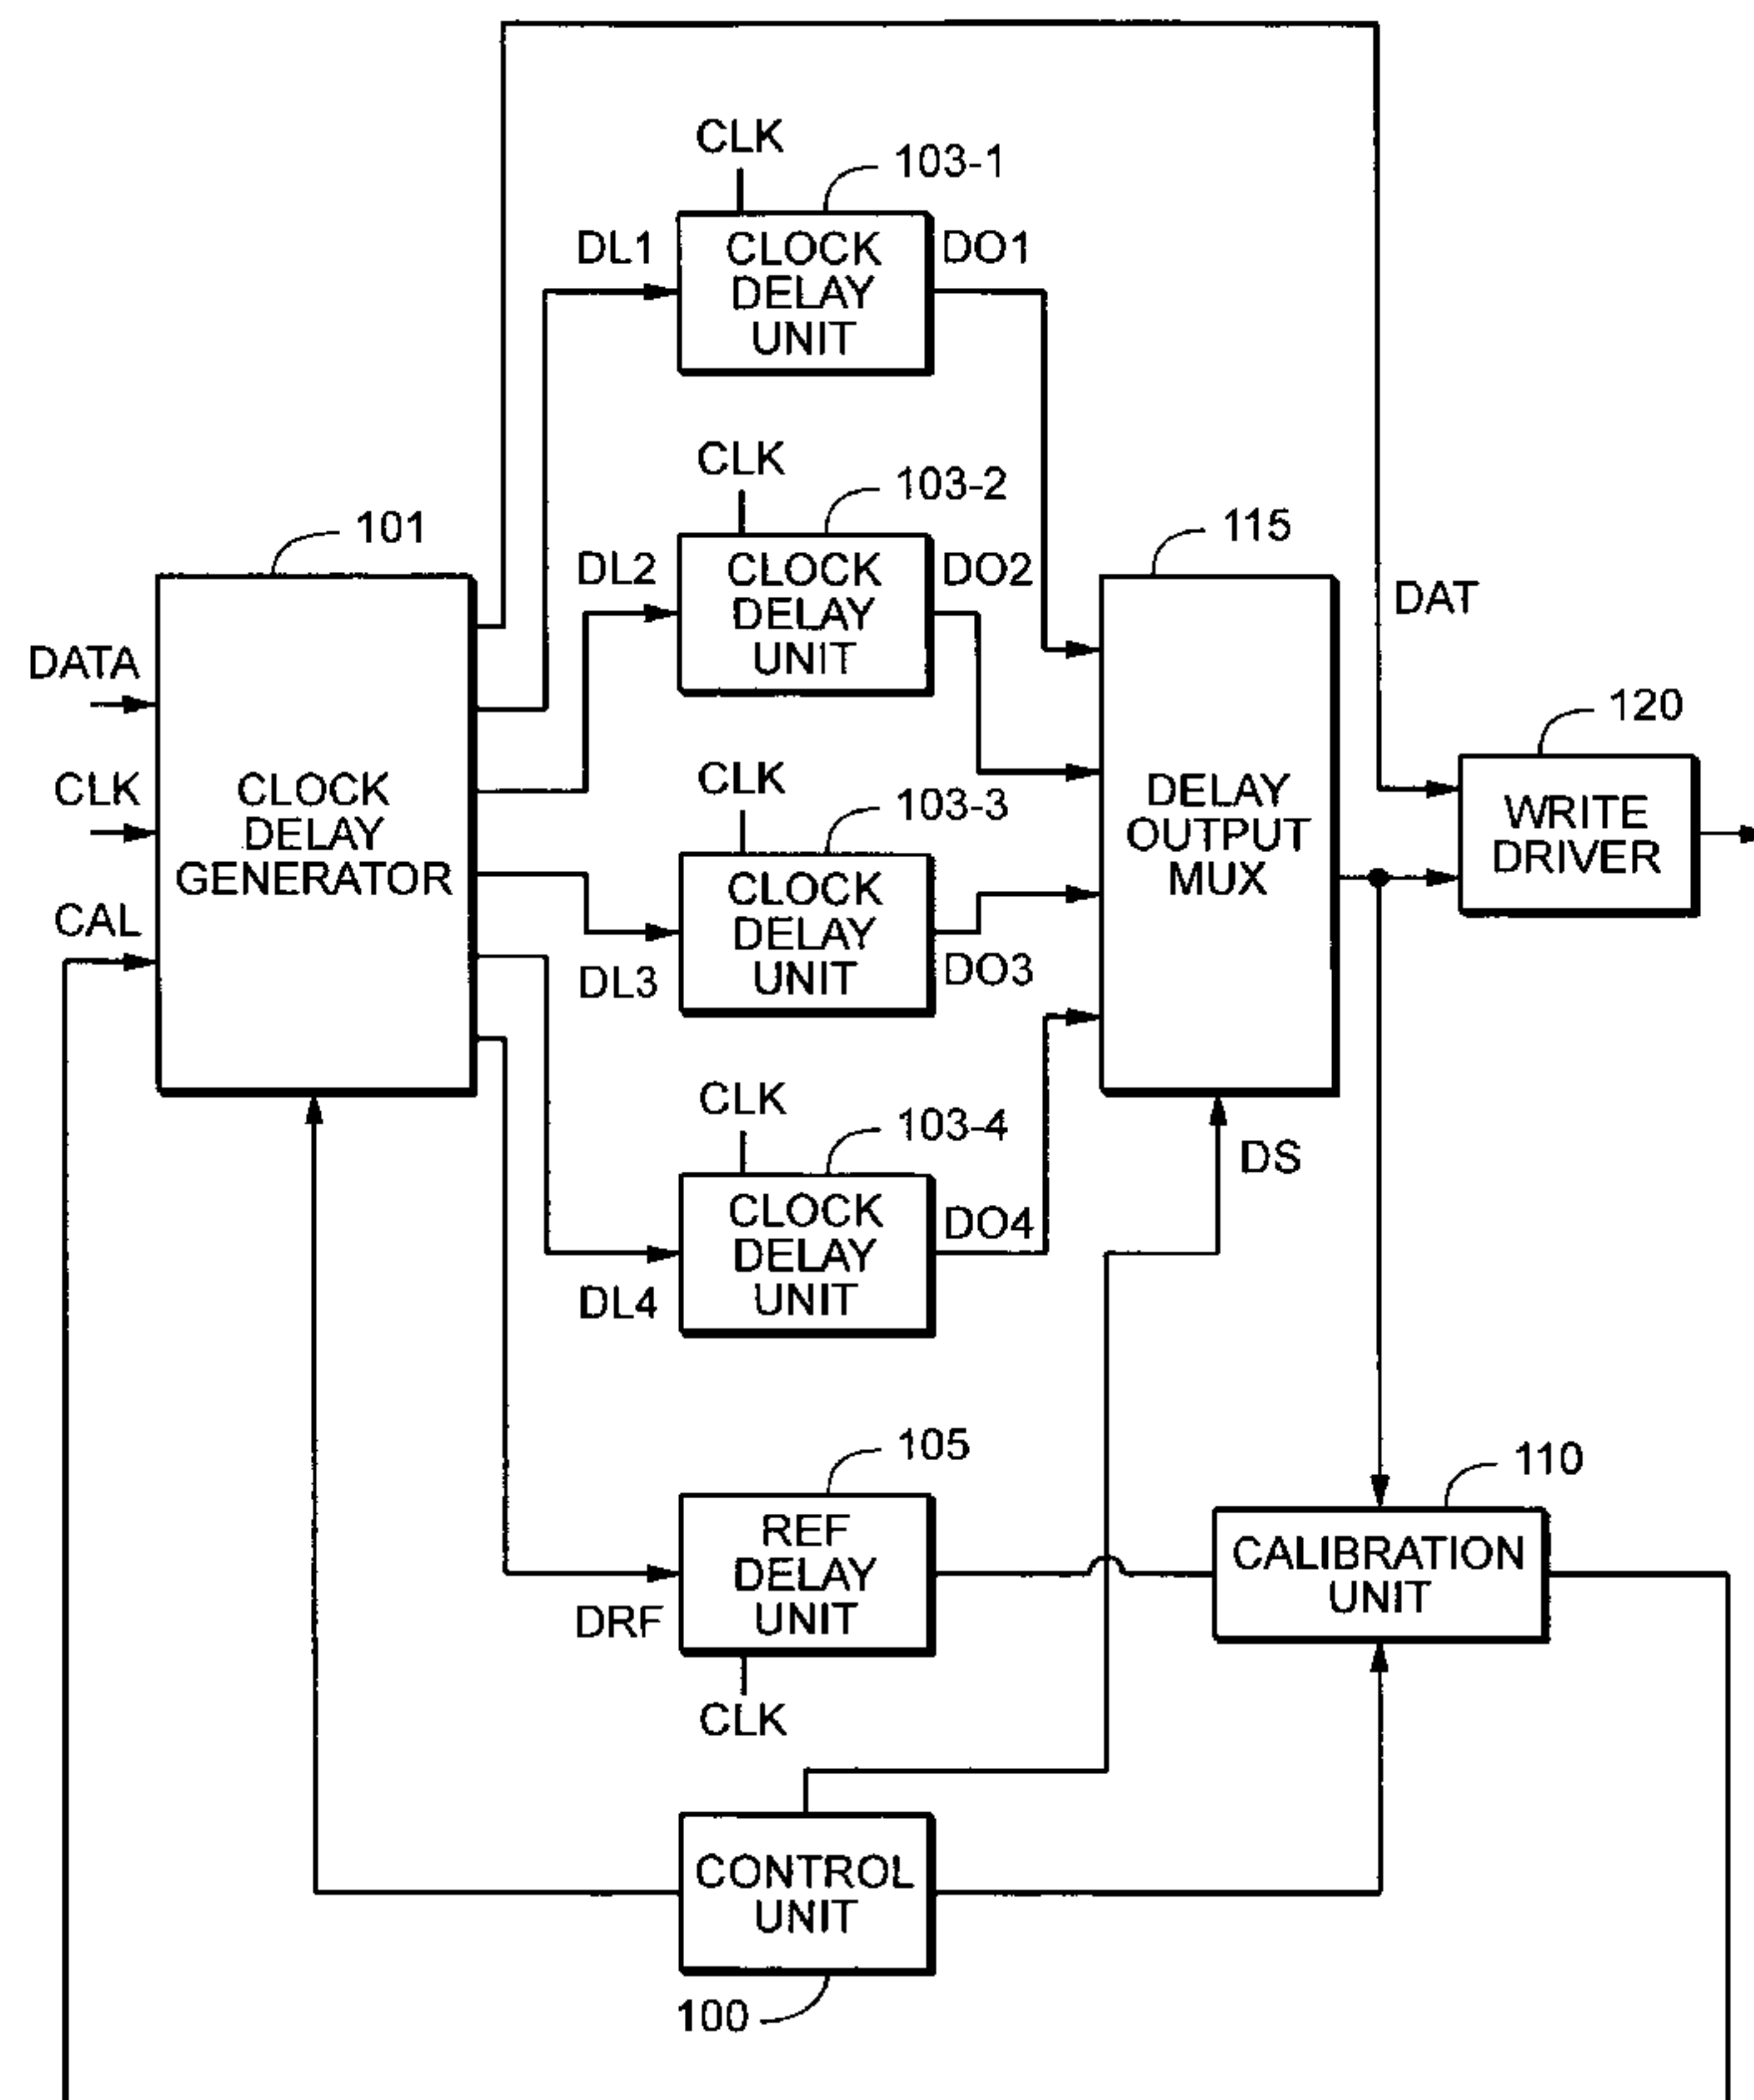 CLK
103-1
DL1
CLOCK
DELAY
UNIT
DO1
CLK
103-2
101
DL2
CLOCK
DELAY
UNIT
DO2
115
DAT
DATA
CLK
CAL
CLOCK
DELAY
GENERATOR
CLK
103-3
CLOCK
DELAY
UNIT
DL3
DO3
DELAY
OUTPUT
MUX
120
WRITE
DRIVER
CLK
103-4
CLOCK
DELAY
UNIT
DL4
DO4
DS
105
REF
DELAY
UNIT
DRF
CLK
110
CALIBRATION
UNIT
CONTROL
UNIT
100